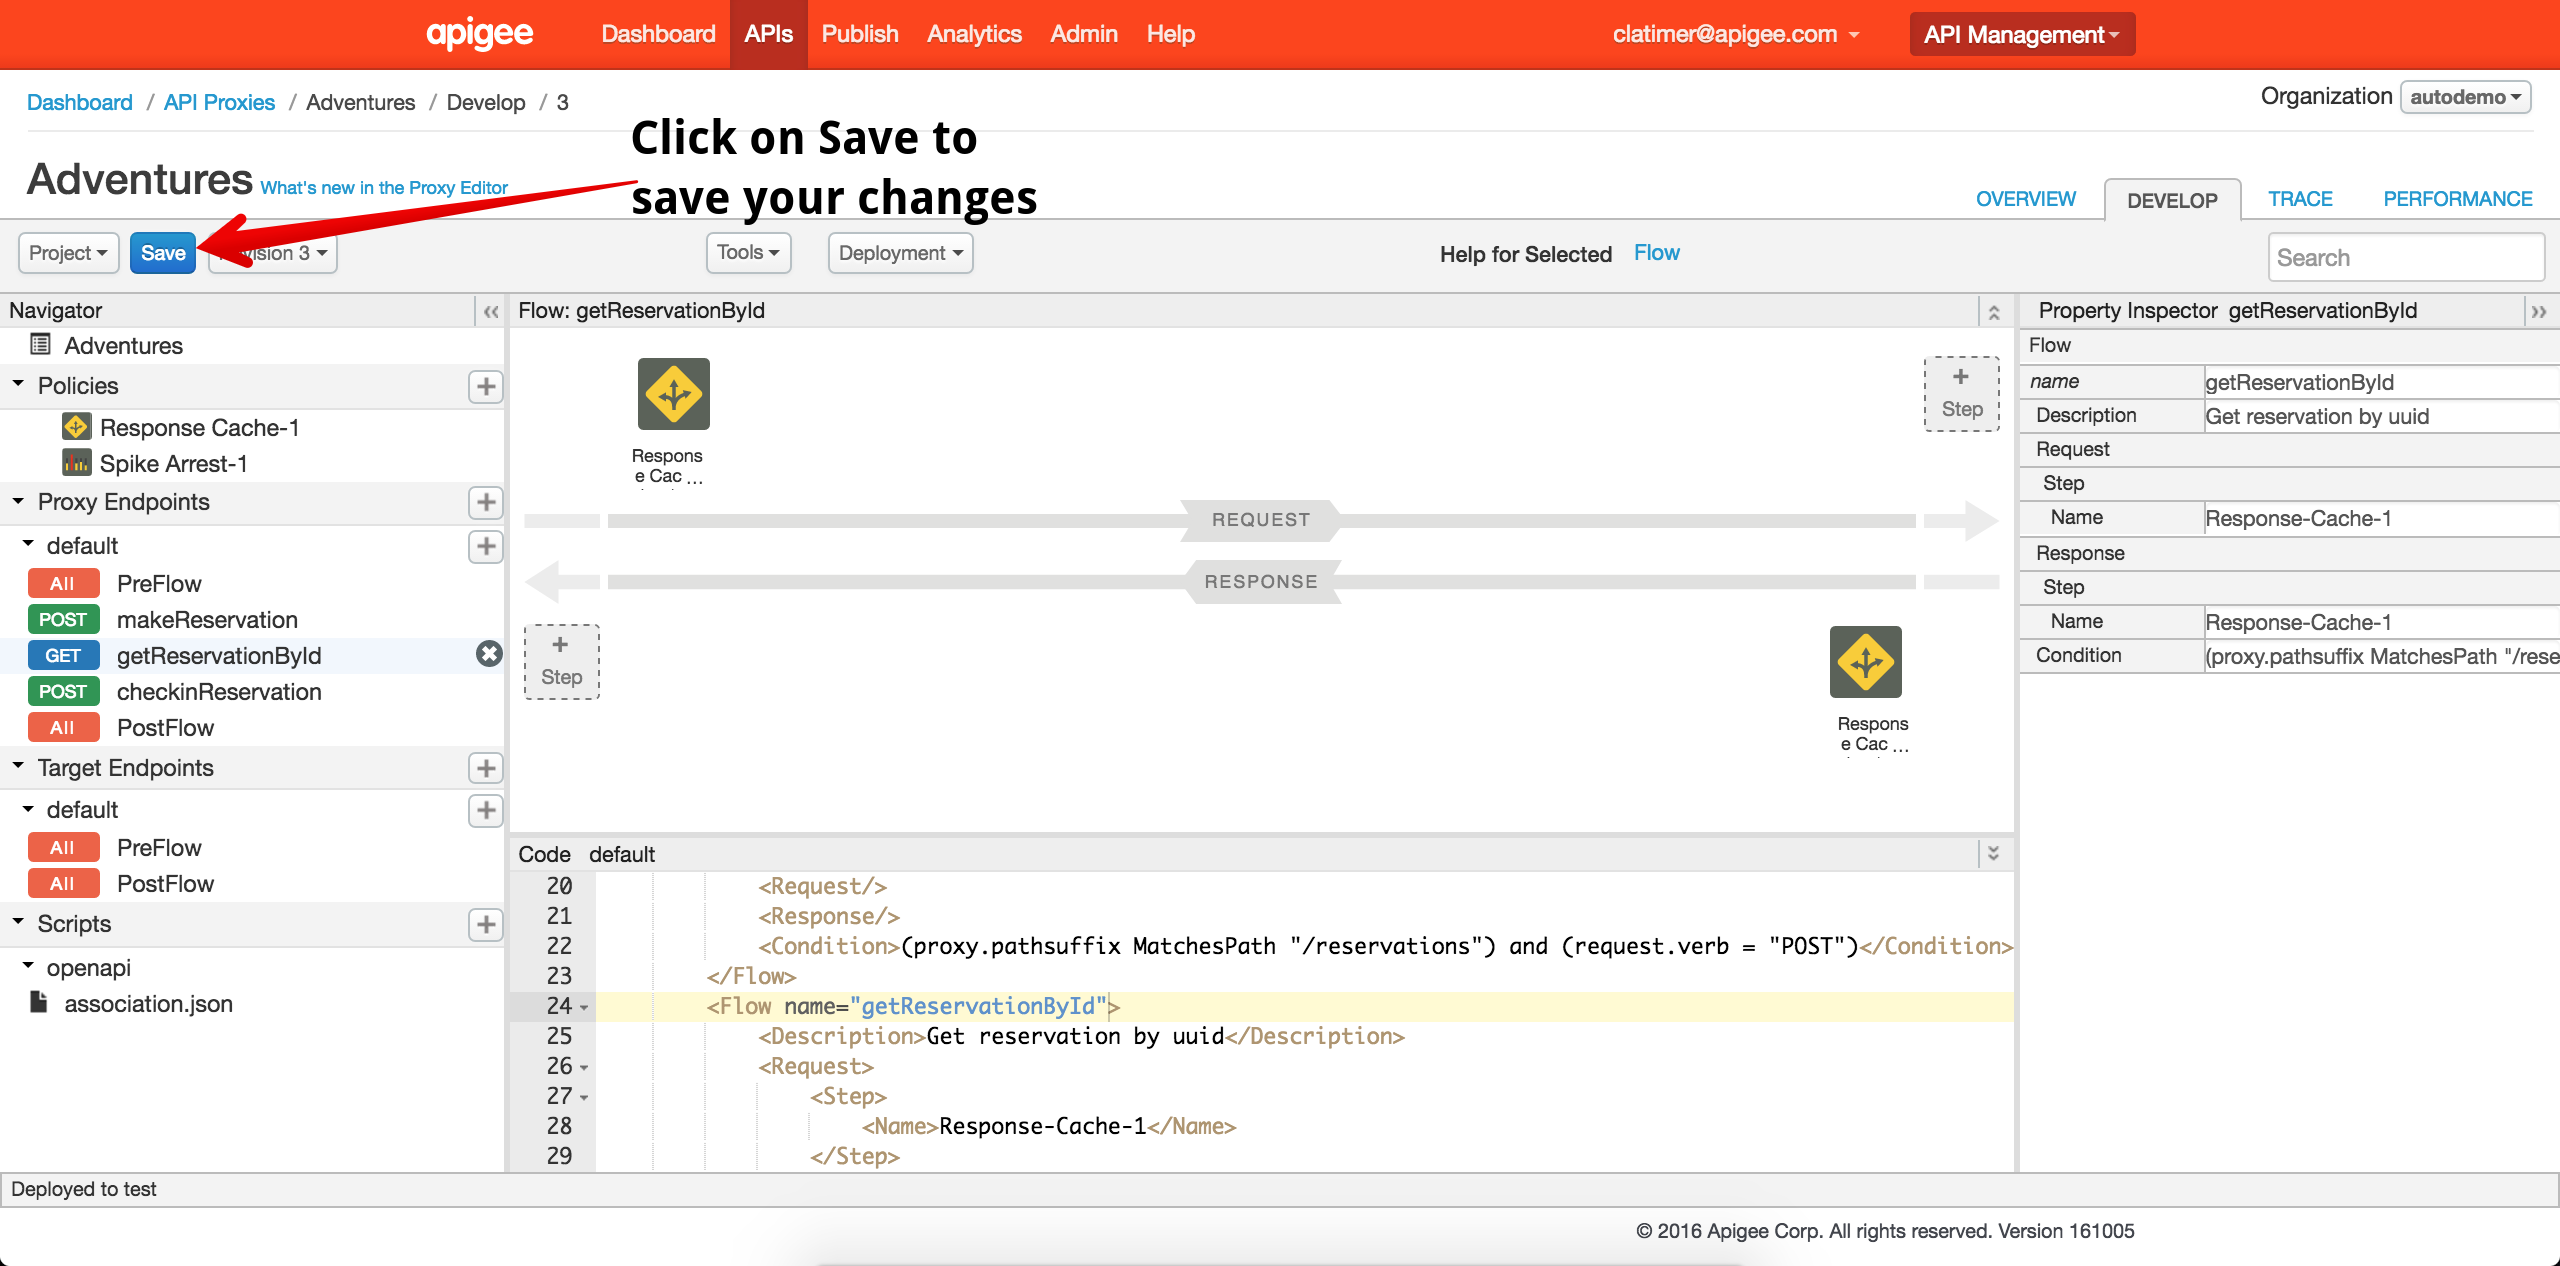 apigee Dashboard APIs Publish Analytics Admin Help clatimer@apigee.com API Management
Dashboard / API Proxies / Adventures / Develop / 3 Organization autodemo
Click on Save to
save your changes
Adventures What's new in the Proxy Editor OVERVIEW DEVELOP TRACE PERFORMANCE
Project Save vision 3 Tools Deployment Help for Selected Flow Search
Navigator
Adventures
Policies
Response Cache-1
Spike Arrest-1
Proxy Endpoints
default
All PreFlow
POST makeReservation
GET getReservationById
POST checkinReservation
All PostFlow
Target Endpoints
default
All PreFlow
All PostFlow
Scripts
openapi
association.json
Flow: getReservationById
Respons
e Cac ...
+
Step
REQUEST
RESPONSE
+
Step
Respons
e Cac ...
Code default
20 <Request/>
21 <Response/>
22 <Condition>(proxy.pathsuffix MatchesPath "/reservations") and (request.verb = "POST")</Condition>
23 </Flow>
24 <Flow name="getReservationById">
25 <Description>Get reservation by uuid</Description>
26 <Request>
27 <Step>
28 <Name>Response-Cache-1</Name>
29 </Step>
Property Inspector getReservationById
Flow
name getReservationById
Description Get reservation by uuid
Request
Step
Name Response-Cache-1
Response
Step
Name Response-Cache-1
Condition (proxy.pathsuffix MatchesPath "/rese
Deployed to test
© 2016 Apigee Corp. All rights reserved. Version 161005